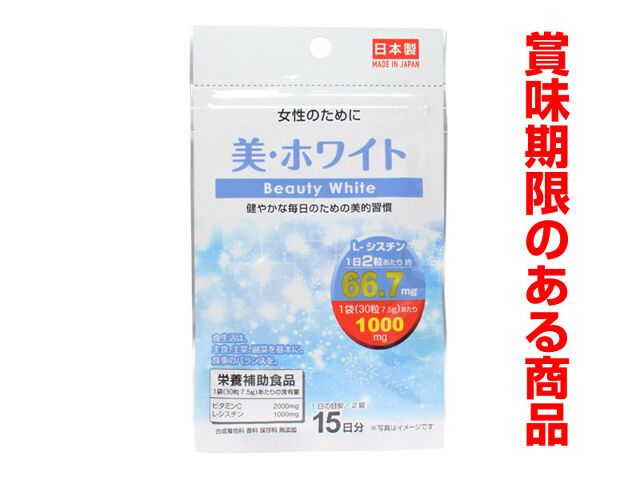 日本製
MADE IN JAPAN
女性のために
美・ホワイト
Beauty White
健やかな毎日のための美的習慣
L-シスチン
1日2粒あたり 約
66.7mg
1袋(30粒 7.5g)あたり
1000
mg
食生活は、
主食、主菜、副菜を基本に、
食事のバランスを。
栄養補助食品
1袋(30粒 7.5g)あたりの含有量
ビタミンC 2000mg
L-シスチン 1000mg
合成着色料 香料 保存料 無添加
1日の目安/2錠
15日分
※写真はイメージです
賞味期限のある商品